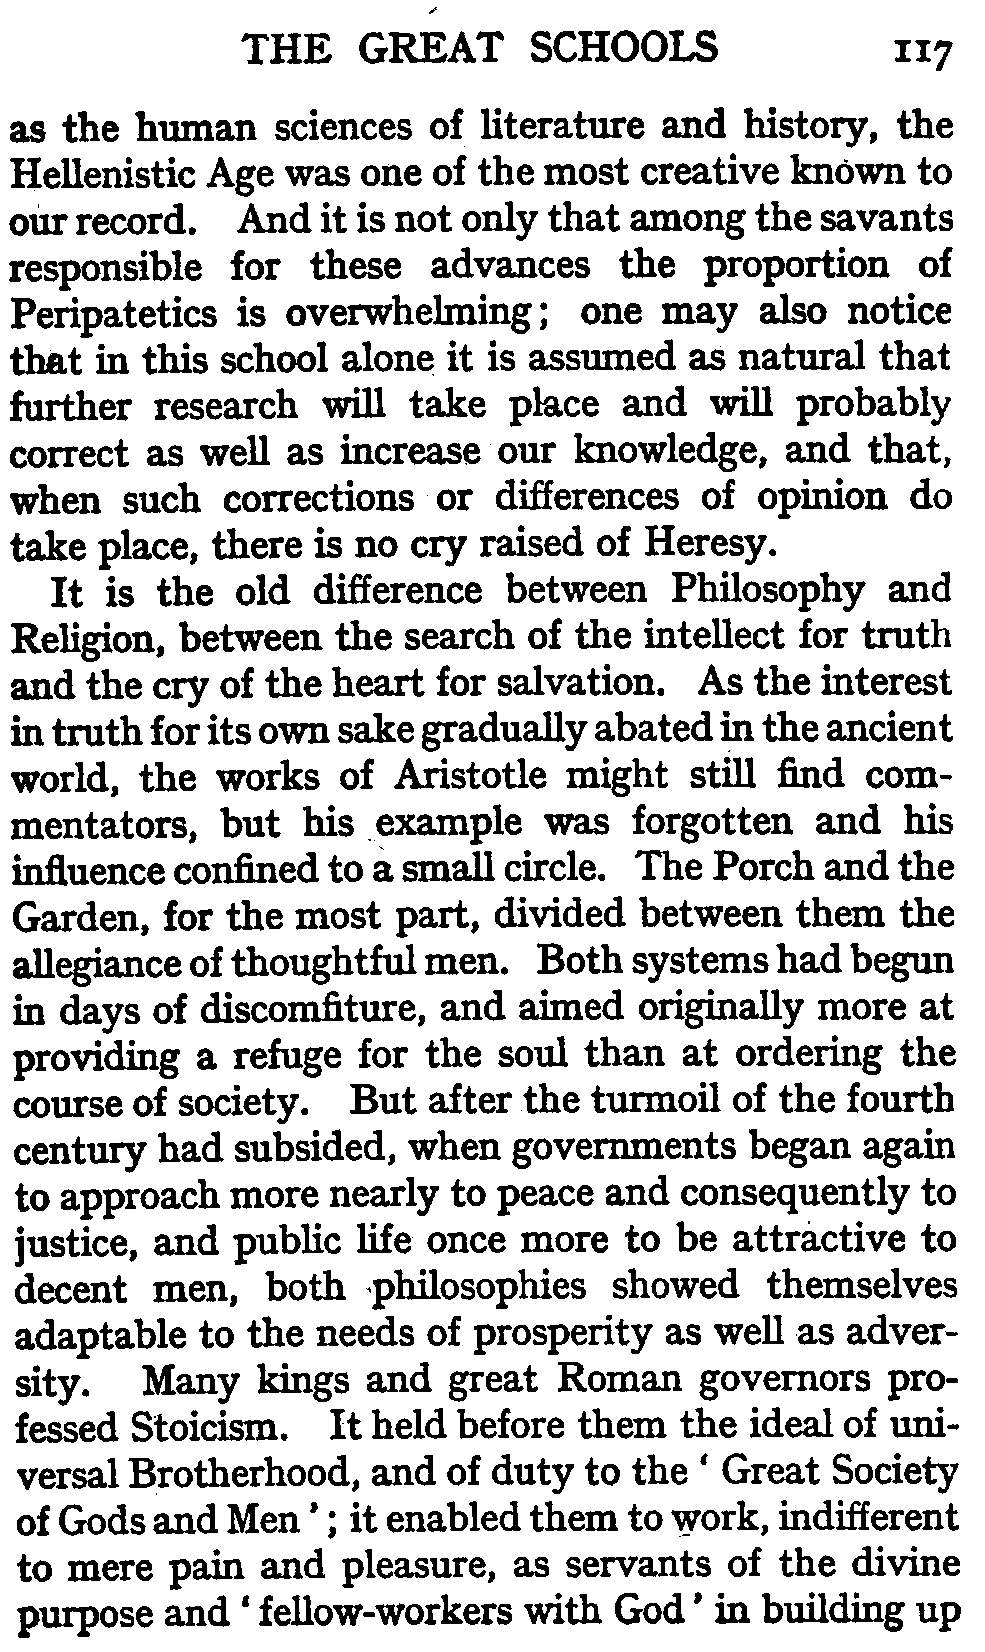 THE GREAT SCHOOLS 117
as the human sciences of literature and history, the
Hellenistic Age was one of the most creative known to
our record. And it is not only that among the savants
responsible for these advances the proportion of
Peripatetics is overwhelming; one may also notice
that in this school alone it is assumed as natural that
further research will take place and will probably
correct as well as increase our knowledge, and that,
when such corrections or differences of opinion do
take place, there is no cry raised of Heresy.
It is the old difference between Philosophy and
Religion, between the search of the intellect for truth
and the cry of the heart for salvation. As the interest
in truth for its own sake gradually abated in the ancient
world, the works of Aristotle might still find com-
mentators, but his example was forgotten and his
influence confined to a small circle. The Porch and the
Garden, for the most part, divided between them the
allegiance of thoughtful men. Both systems had begun
in days of discomfiture, and aimed originally more at
providing a refuge for the soul than at ordering the
course of society. But after the turmoil of the fourth
century had subsided, when governments began again
to approach more nearly to peace and consequently to
justice, and public life once more to be attractive to
decent men, both philosophies showed themselves
adaptable to the needs of prosperity as well as adver-
sity. Many kings and great Roman governors pro-
fessed Stoicism. It held before them the ideal of uni-
versal Brotherhood, and of duty to the ‘ Great Society
of Gods and Men ’ ; it enabled them to work, indifferent
to mere pain and pleasure, as servants of the divine
purpose and ‘ fellow-workers with God ’ in building up